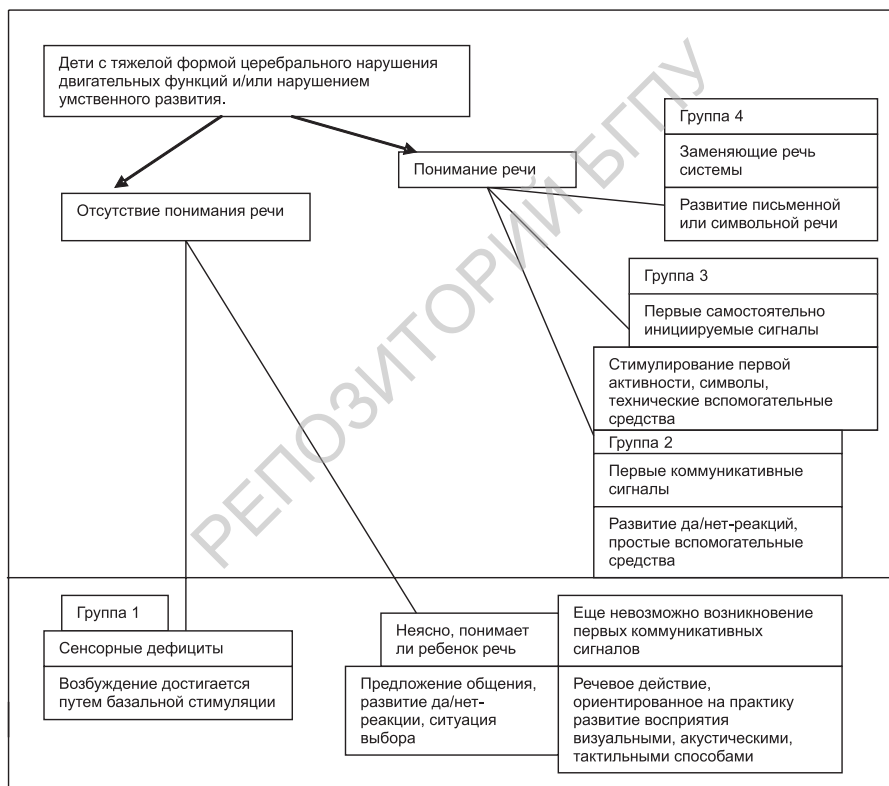 Дети с тяжелой формой церебрального нарушения
двигательных функций и/или нарушением
умственного развития.
Отсутствие понимания речи
Понимание речи
Группа 4
Заменяющие речь
системы
Развитие письменной
или символьной речи
Группа 3
Первые самостоятельно
инициируемые сигналы
Стимулирование первой
активности, символы,
технические вспомогательные
средства
Группа 2
Первые коммуникативные
сигналы
Развитие да/нет-реакций,
простые вспомогательные
средства
Группа 1
Сенсорные дефициты
Возбуждение достигается
путем базальной стимуляции
Неясно, понимает
ли ребенок речь
Предложение общения,
развитие да/нет-
реакции, ситуация
выбора
Еще невозможно возникновение
первых коммуникативных
сигналов
Речевое действие,
ориентированное на практику
развитие восприятия
визуальными, акустическими,
тактильными способами
РЕПОЗИТОРИЙ БГПУ